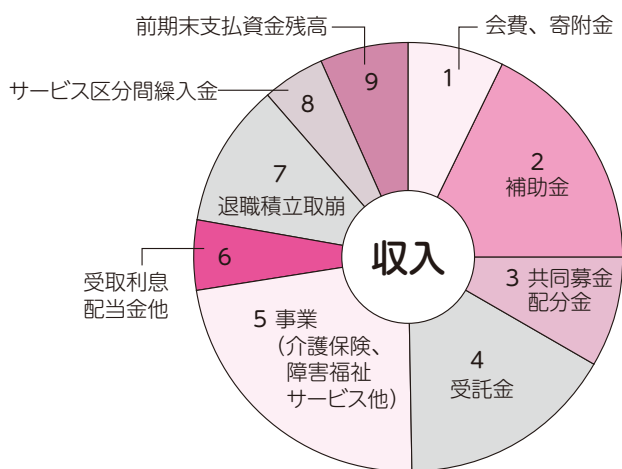 収入
1
会費、寄附金
2
補助金
3 共同募金
配分金
4
受託金
5 事業
（介護保険、
障害福祉
サービス他）
6
受取利息
配当金他
7
退職積立取崩
8
サービス区分間繰入金
9
前期末支払資金残高